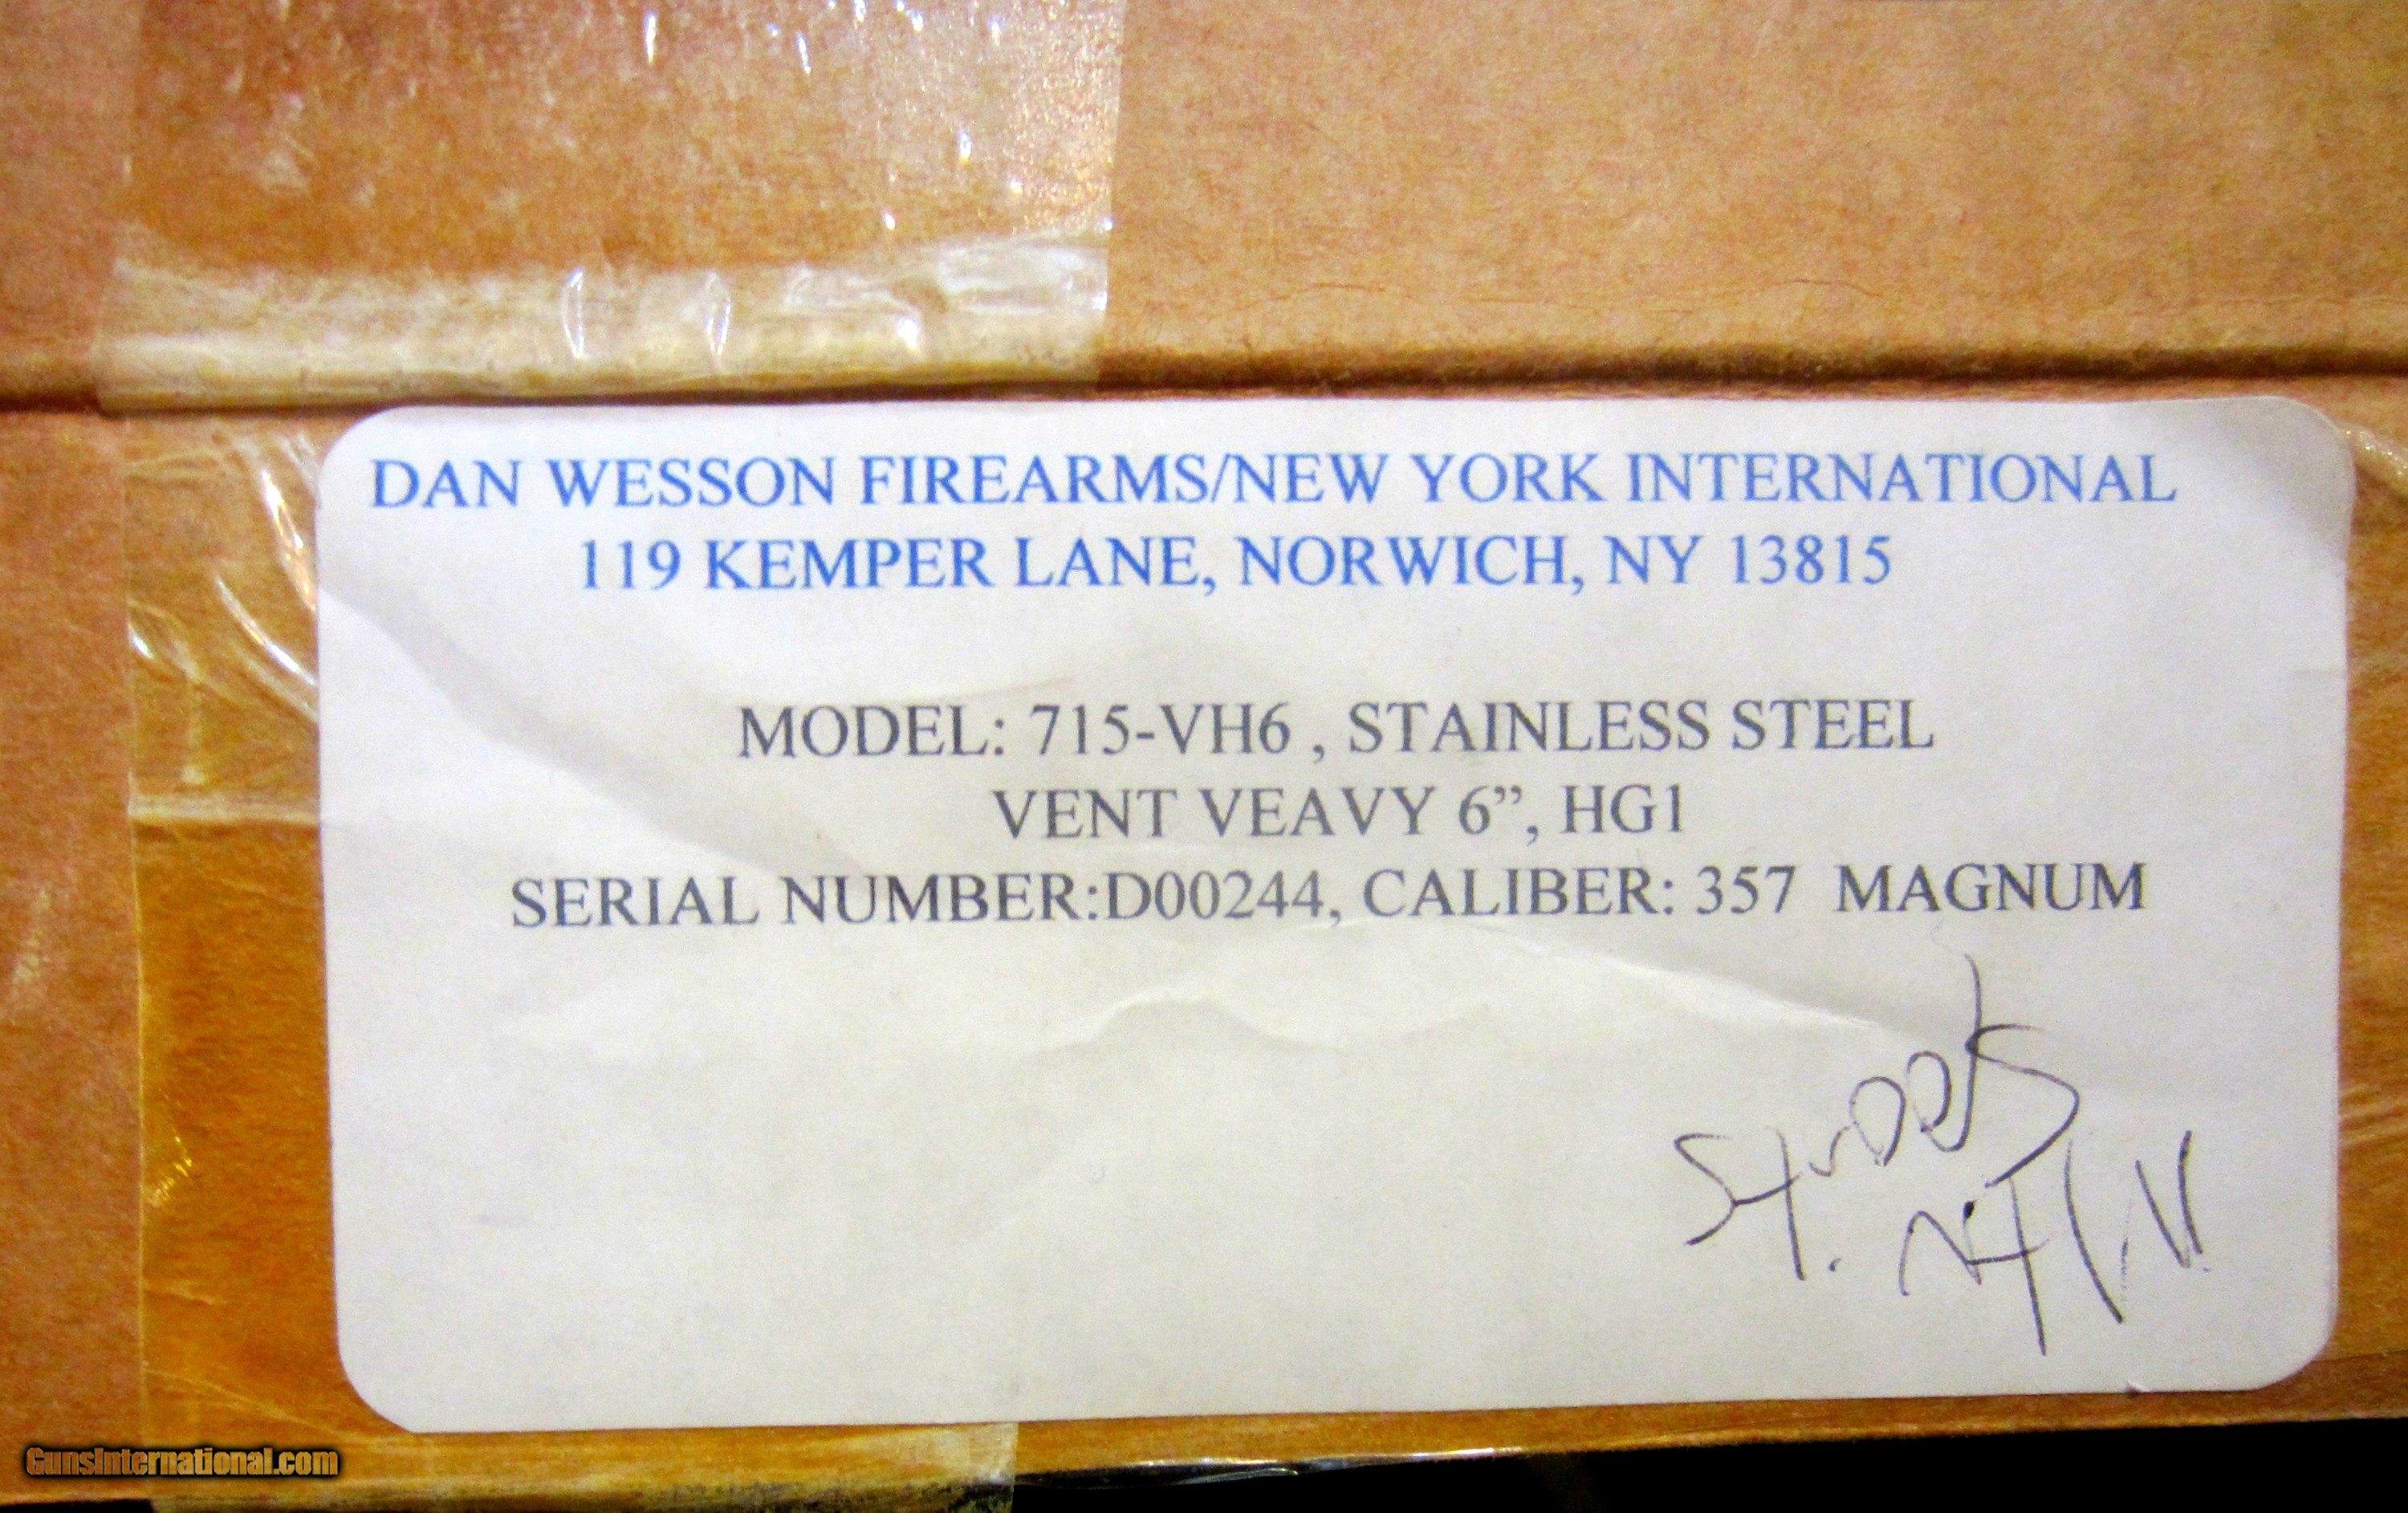 DAN WESSON FIREARMS/NEW YORK INTERNATIONAL
119 KEMPER LANE, NORWICH, NY 13815
MODEL: 715-VH6 , STAINLESS STEEL
VENT VEAVY 6”, HG1
SERIAL NUMBER:D00244, CALIBER: 357 MAGNUM
GunsInternational.com